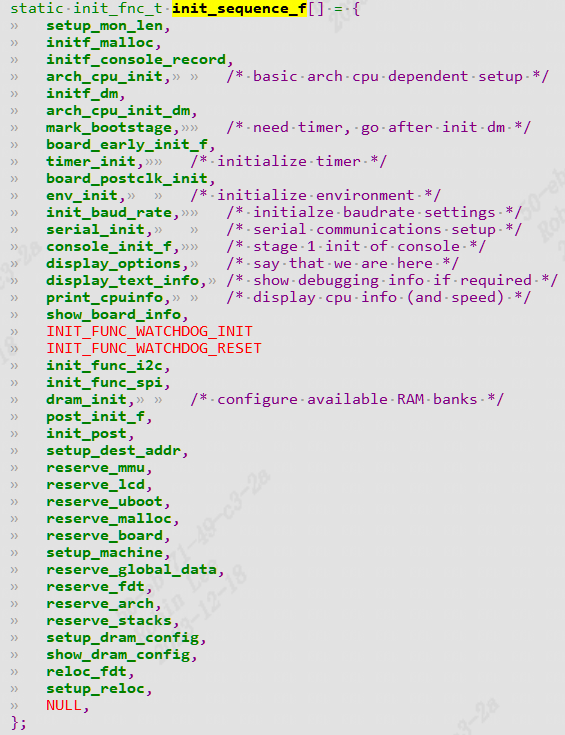 static init_fnc_t init_sequence_f[] = {
setup_mon_len,
initf_malloc,
initf_console_record,
arch_cpu_init, /* basic arch cpu dependent setup */
initf_dm,
arch_cpu_init_dm,
mark_bootstage, /* need timer, go after init dm */
board_early_init_f,
timer_init, /* initialize timer */
board_postclk_init,
env_init, /* initialize environment */
init_baud_rate, /* initialze baudrate settings */
serial_init, /* serial communications setup */
console_init_f, /* stage 1 init of console */
display_options, /* say that we are here */
display_text_info, /* show debugging info if required */
print_cpuinfo, /* display cpu info (and speed) */
show_board_info,
INIT_FUNC_WATCHDOG_INIT
INIT_FUNC_WATCHDOG_RESET
init_func_i2c,
init_func_spi,
dram_init, /* configure available RAM banks */
post_init_f,
init_post,
setup_dest_addr,
reserve_mmu,
reserve_lcd,
reserve_uboot,
reserve_malloc,
reserve_board,
setup_machine,
reserve_global_data,
reserve_fdt,
reserve_arch,
reserve_stacks,
setup_dram_config,
show_dram_config,
reloc_fdt,
setup_reloc,
NULL,
};